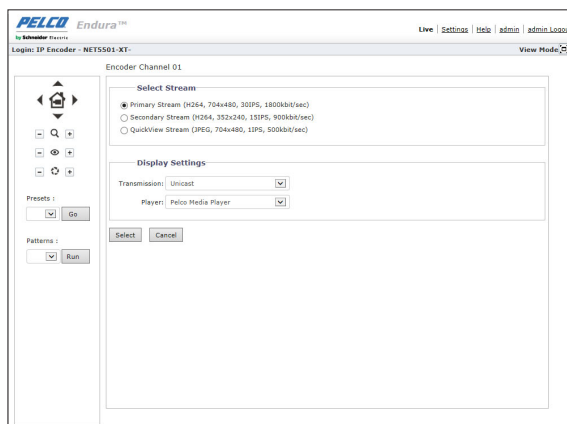 PELCO Endura™
by Schneider Electric
Live | Settings | Help | admin | admin Logout
Login: IP Encoder - NET5501-XT-
View Mode
Encoder Channel 01
Select Stream
Primary Stream (H264, 704x480, 30IPS, 1800kbit/sec)
Secondary Stream (H264, 352x240, 15IPS, 900kbit/sec)
QuickView Stream (JPEG, 704x480, 1IPS, 500kbit/sec)
Display Settings
Transmission: Unicast
Player: Pelco Media Player
Select Cancel
Presets :
Go
Patterns :
Run